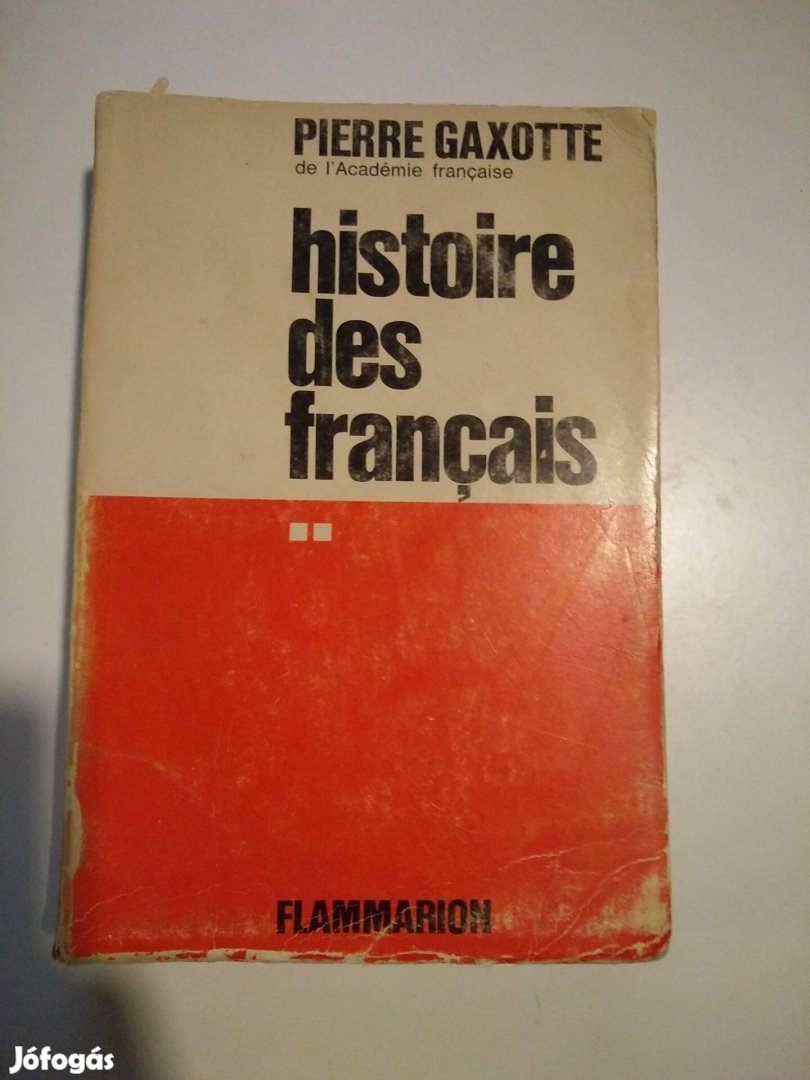 PIERRE GAXOTTE
de l'Académie française
histoire
des
français
FLAMMARION
Jófogás